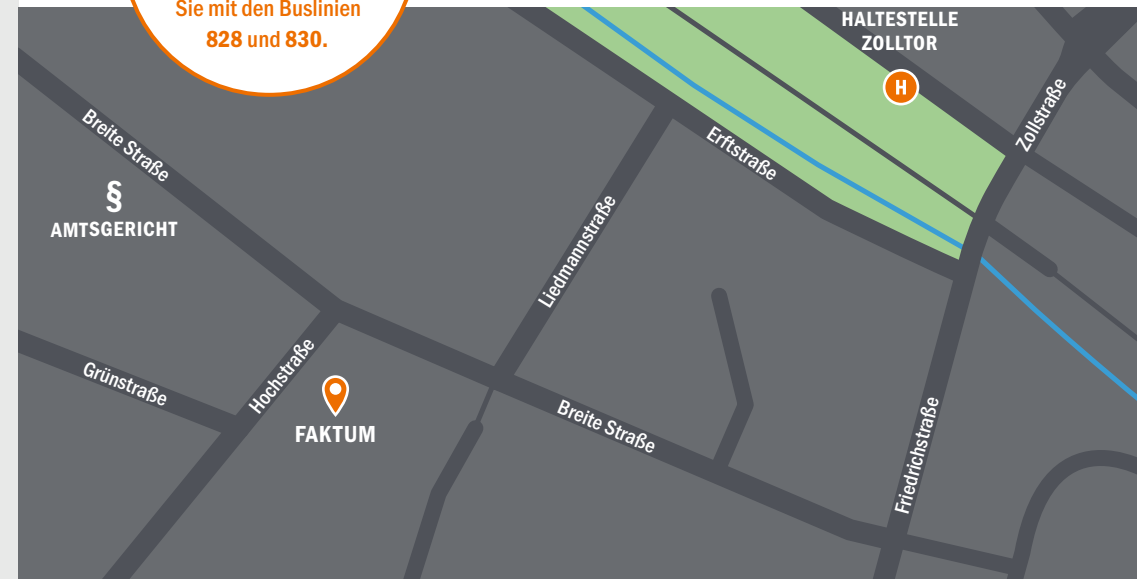 Sie mit den Buslinien
828 und 830.
HALTESTELLE
ZOLLTOR
H
Zollstraße
Breite Straße
Erftstraße
§
AMTSGERICHT
Liedmannstraße
Hochstraße
Grünstraße
FAKTUM
Breite Straße
Friedrichstraße